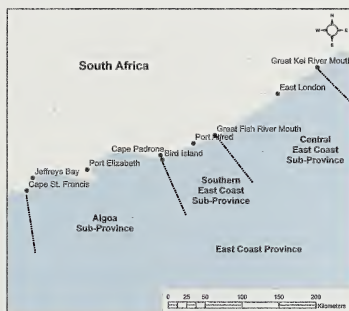 N
W
E
S
Great Kei River Mouth
South Africa
East London
Great Fish River Mouth
Port Alfred
Central
East Coast
Sub-Province
Cape Padrone
Bird Island
Port Elizabeth
Southern
East Coast
Sub-Province
Jeffreys Bay
Cape St. Francis
Algoa
Sub-Province
East Coast Province
0 25 50 100 150 200
Kilometers